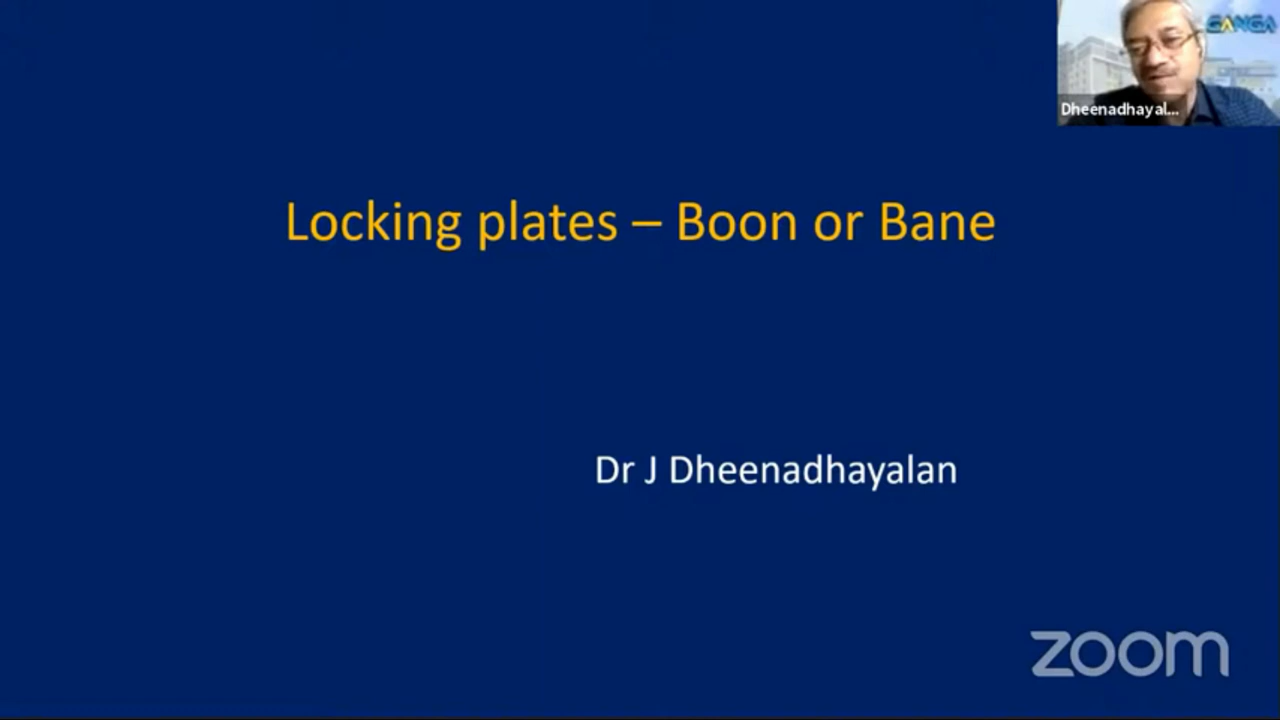 GANGA
Dheenadhayal...
Locking plates – Boon or Bane
Dr J Dheenadhayalan
zoom